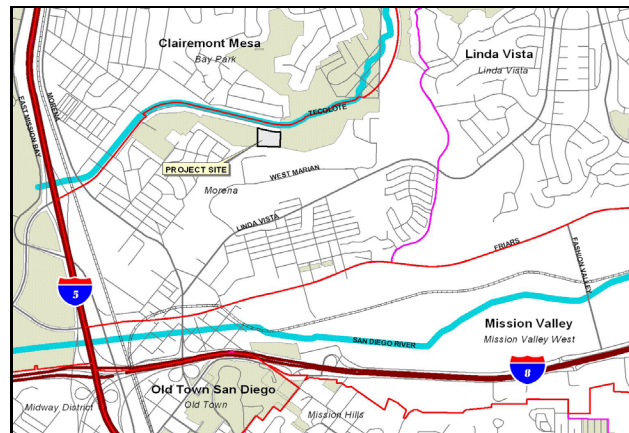 Clairemont Mesa
Bay Park
Linda Vista
Linda Vista
EAST MISSION BAY
MORENA
TECOLOTE
PROJECT SITE
WEST MARIAN
Morena
LINDA VISTA
FRIARS
FASHION VALLEY
5
SAN DIEGO RIVER
Mission Valley
Mission Valley West
8
Old Town San Diego
Old Town
Midway District
Mission Hills